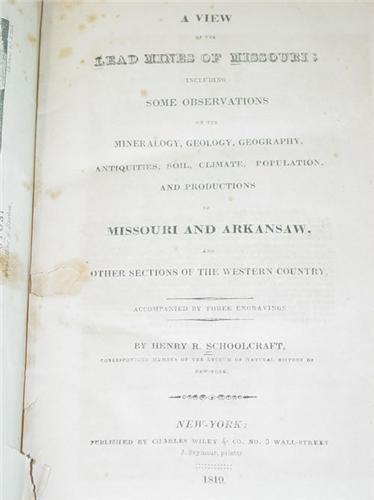 A VIEW
OF THE
LEAD MINES OF MISSOURI;
INCLUDING
SOME OBSERVATIONS
ON THE
MINERALOGY, GEOLOGY, GEOGRAPHY,
ANTIQUITIES, SOIL, CLIMATE, POPULATION,
AND PRODUCTIONS
OF
MISSOURI AND ARKANSAW,
AND
OTHER SECTIONS OF THE WESTERN COUNTRY.
ACCOMPANIED BY THREE ENGRAVINGS
BY HENRY R. SCHOOLCRAFT,
CORRESPONDING MEMBER OF THE LYCEUM OF NATURAL HISTORY OF
NEW-YORK.
NEW-YORK:
PUBLISHED BY CHARLES WILEY & CO. NO. 3 WALL-STREET
J. Seymour, printer.
1819.